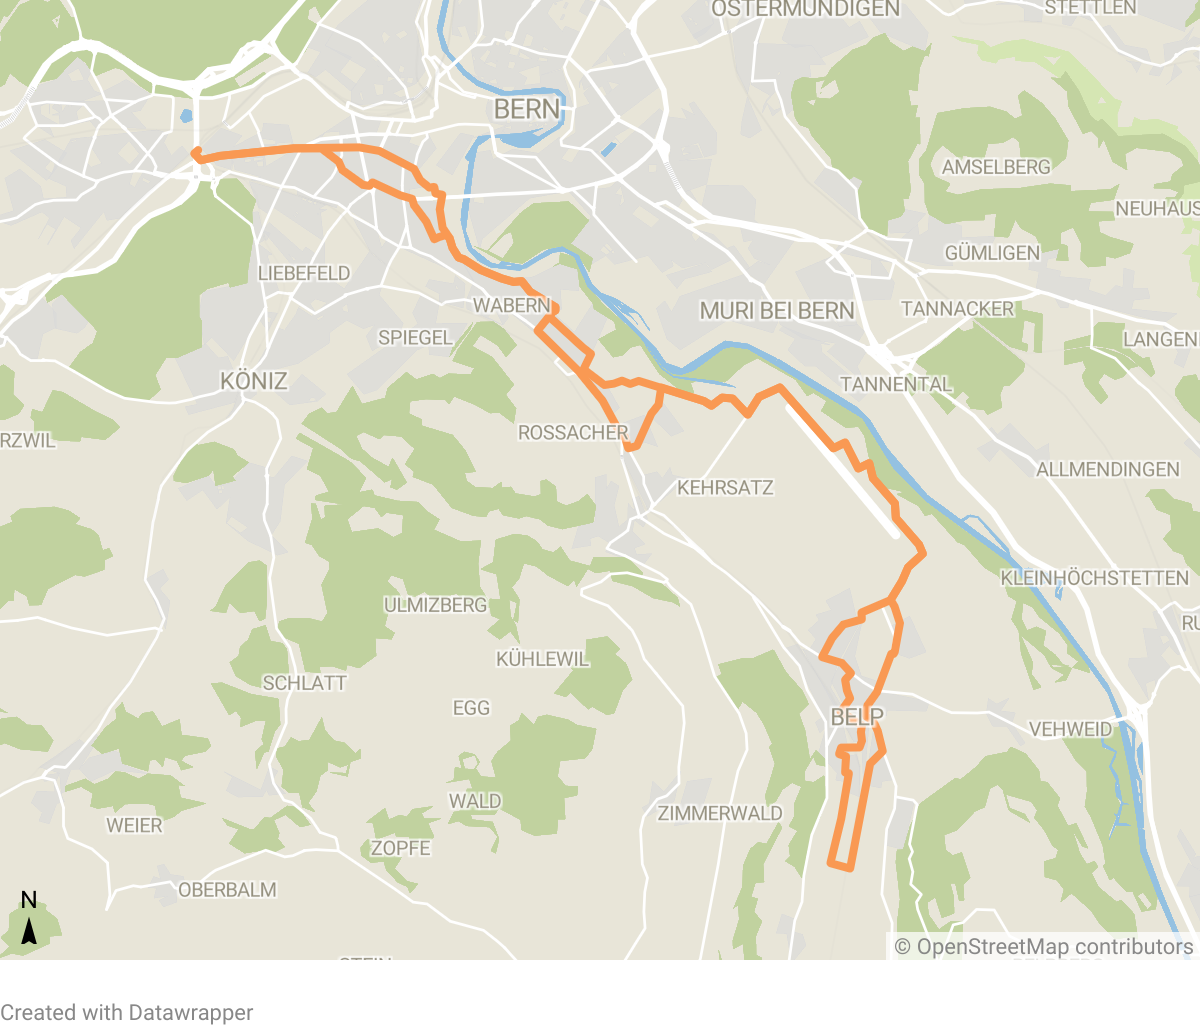 OSTERMUNDIGEN
STETTLEN
BERN
AMSELBERG
NEUHAUS
GÜMLIGEN
LIEBEFELD
WABERN
MURI BEI BERN
TANNACKER
SPIEGEL
LANGEN
KÖNIZ
TANNENTAL
ROSSACHER
RZWIL
ALLMENDINGEN
KEHRSATZ
KLEINHÖCHSTETTEN
ULMIZBERG
RÜ
KÜHLEWIL
SCHLATT
EGG
BELP
VEHWEID
WALD
ZIMMERWALD
WEIER
ZOPFE
OBERBALM
N
© OpenStreetMap contributors
Created with Datawrapper